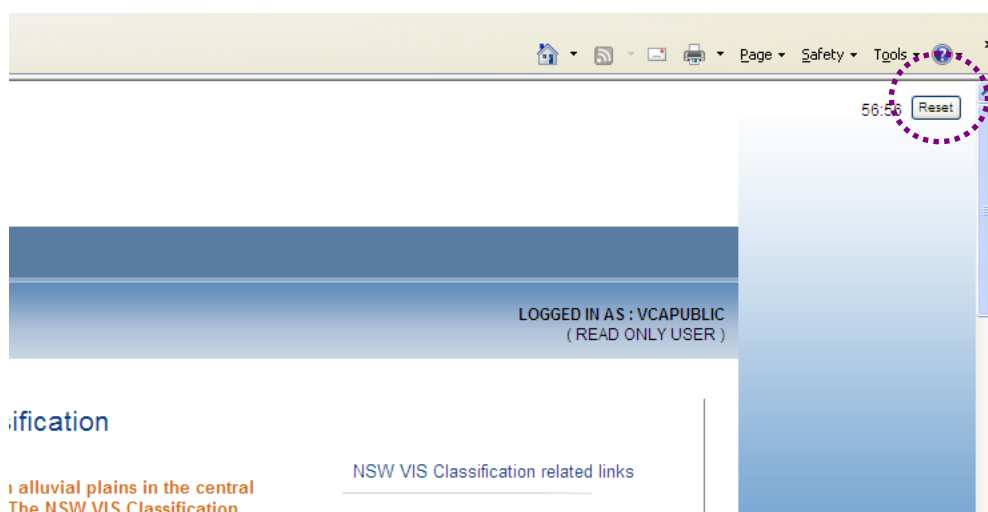 Page Safety Tools
56:56 Reset
LOGGED IN AS : VCAPUBLIC
( READ ONLY USER )
ification
NSW VIS Classification related links
alluvial plains in the central
The NSW VIS Classification